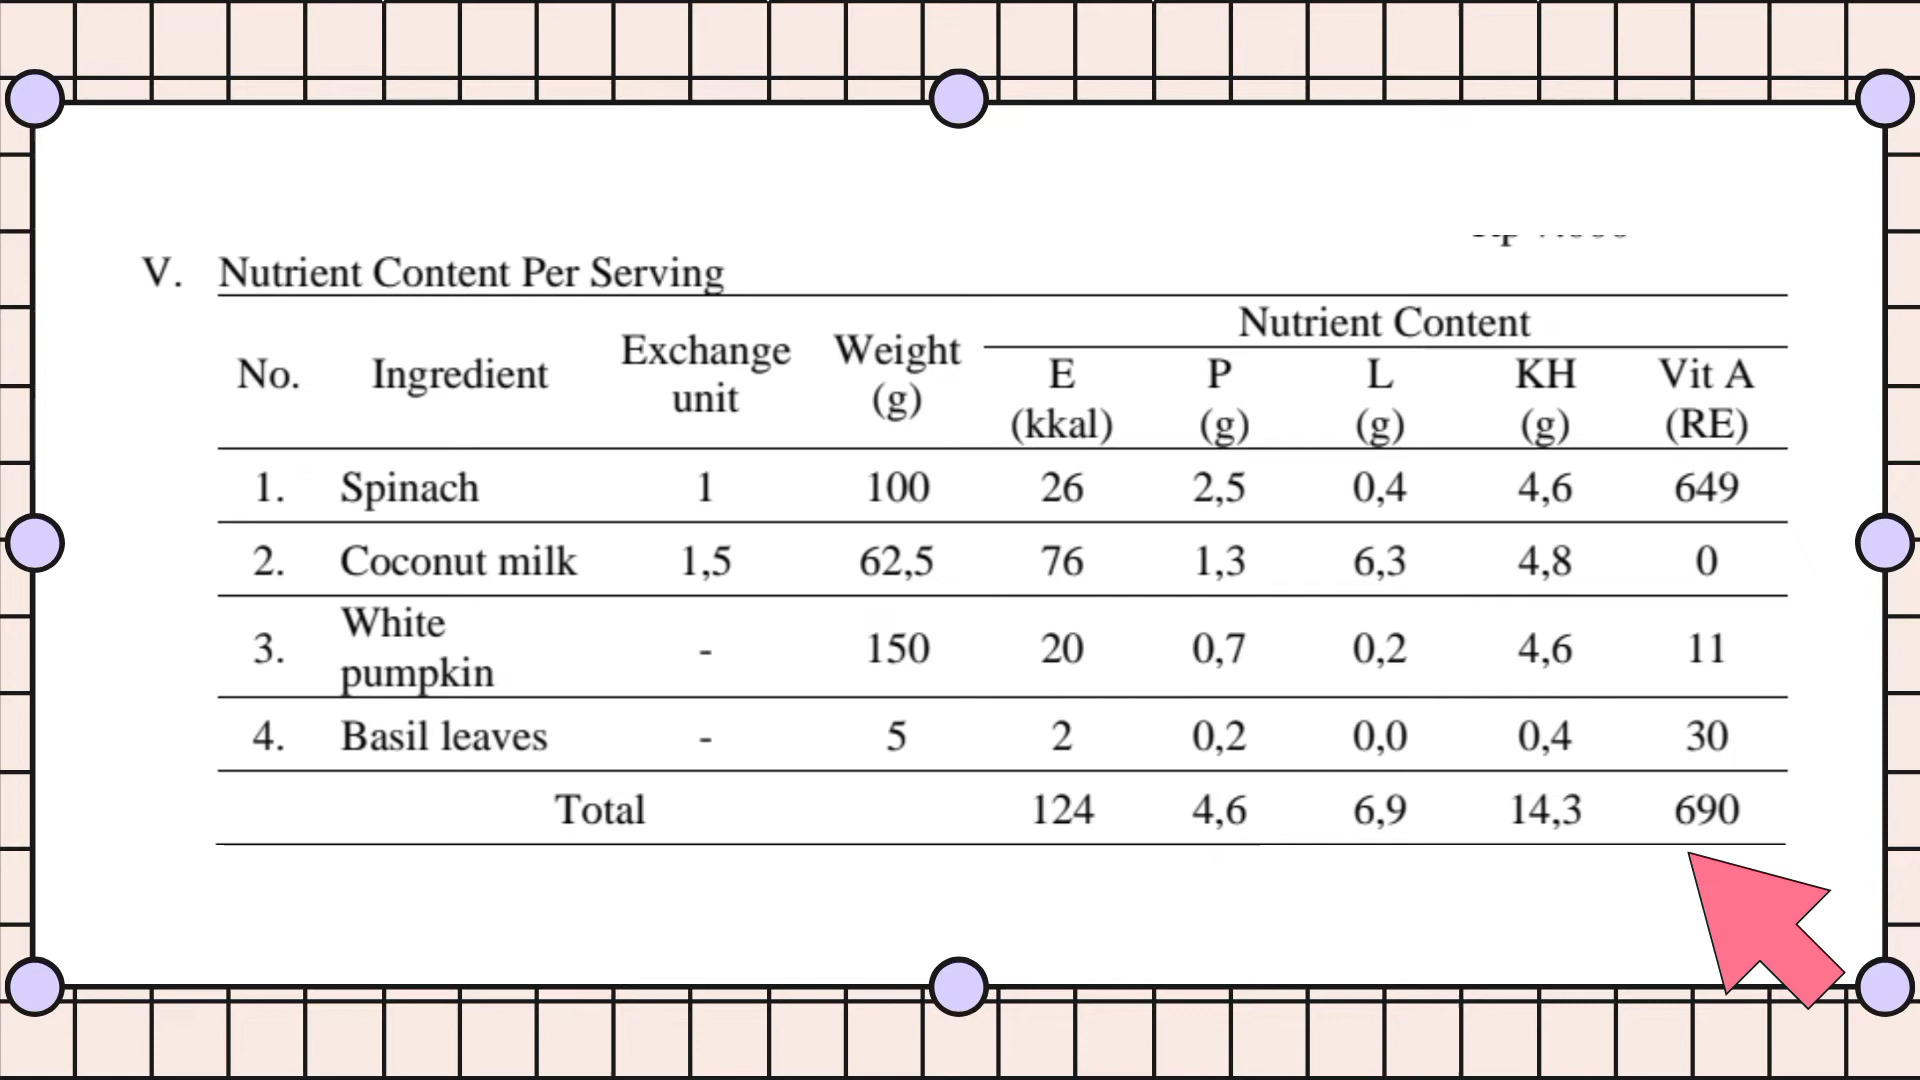 V. Nutrient Content Per Serving
No. Ingredient Exchange unit Weight (g) Nutrient Content
E (kkal) P (g) L (g) KH (g) Vit A (RE)
1. Spinach 1 100 26 2,5 0,4 4,6 649
2. Coconut milk 1,5 62,5 76 1,3 6,3 4,8 0
3. White pumpkin - 150 20 0,7 0,2 4,6 11
4. Basil leaves - 5 2 0,2 0,0 0,4 30
Total 124 4,6 6,9 14,3 690